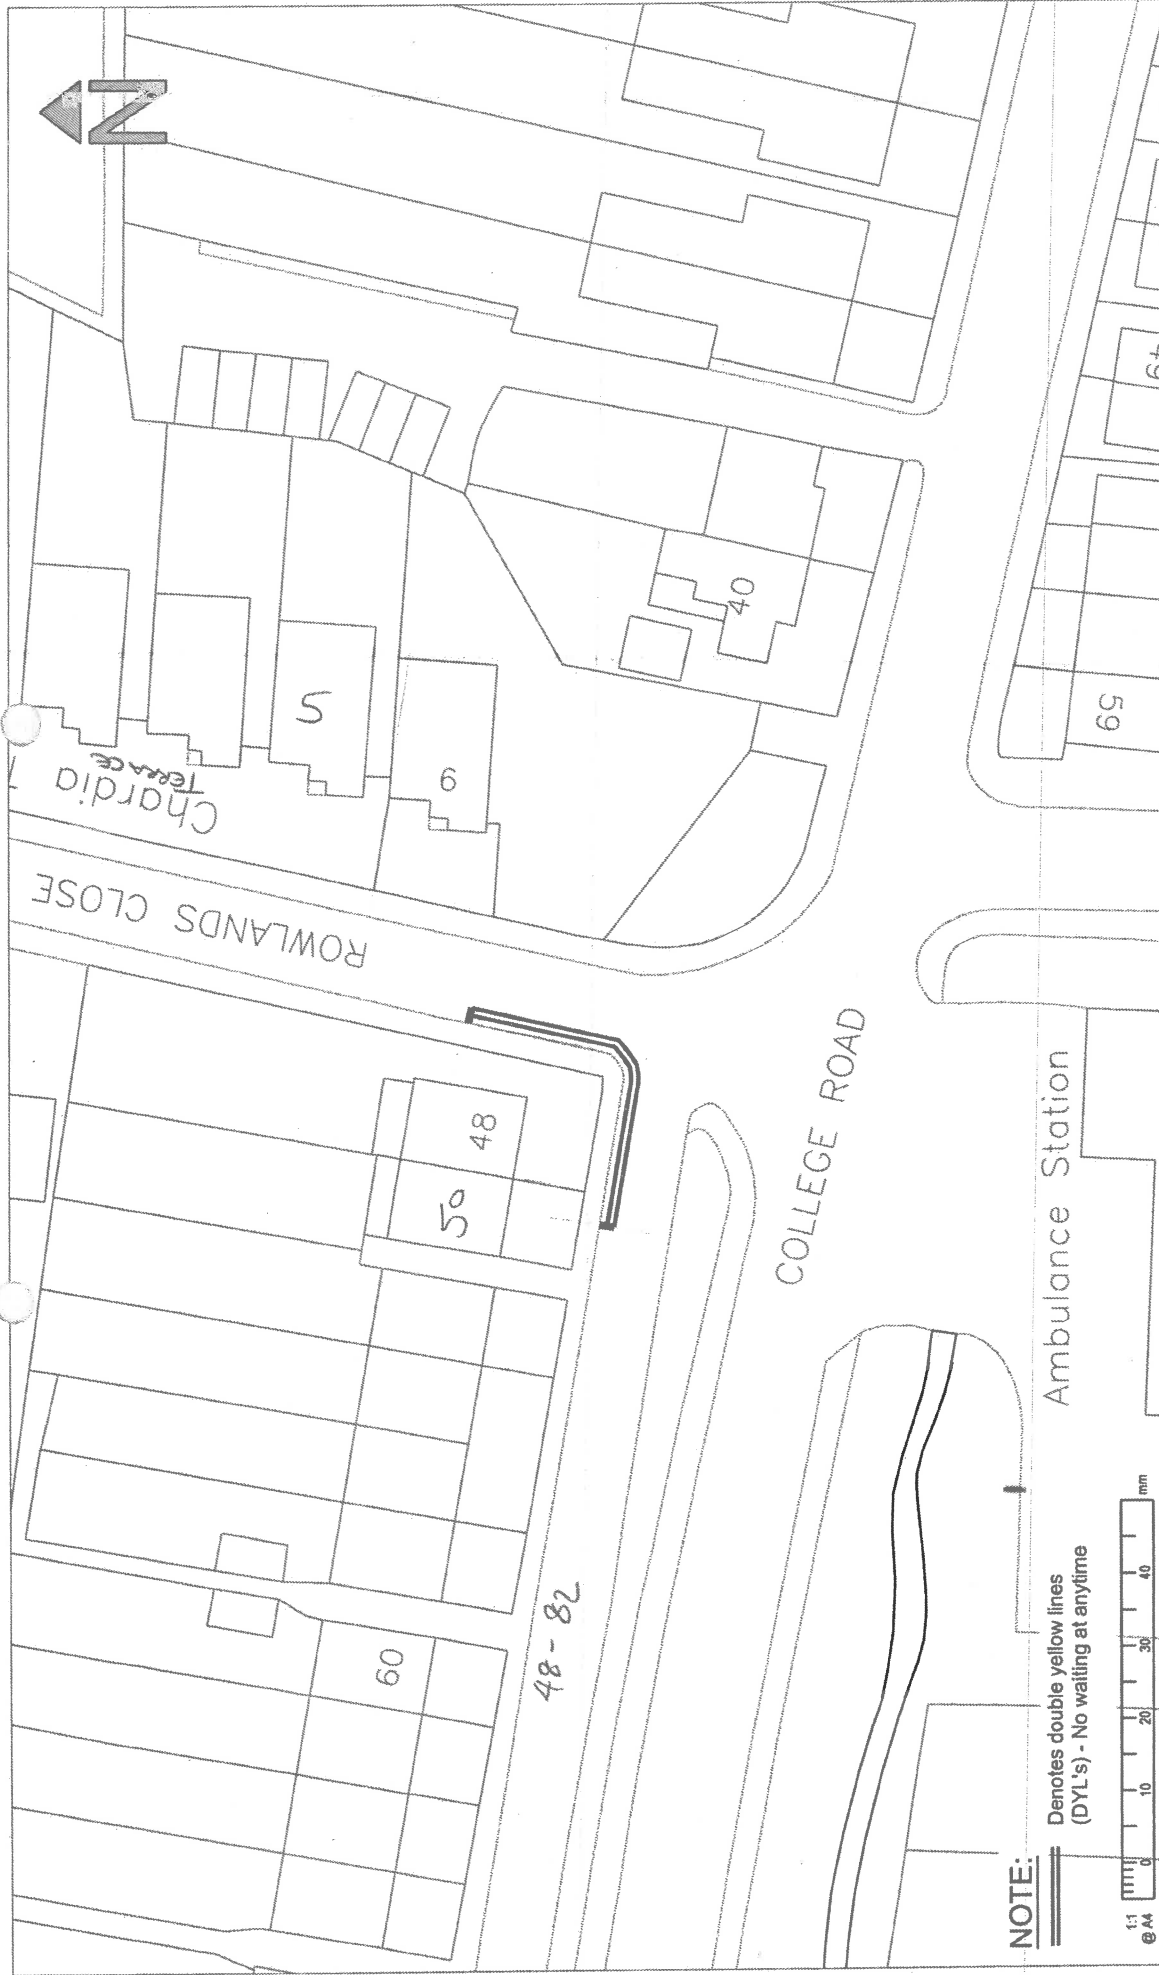 N
Chardia
TERRACE
ROWLANDS CLOSE
5
6
40
48
50
60
48-82
COLLEGE ROAD
59
Ambulance Station
NOTE:
Denotes double yellow lines
(DYL's) - No waiting at anytime
1:1
@A4
0 10 20 30 40 mm